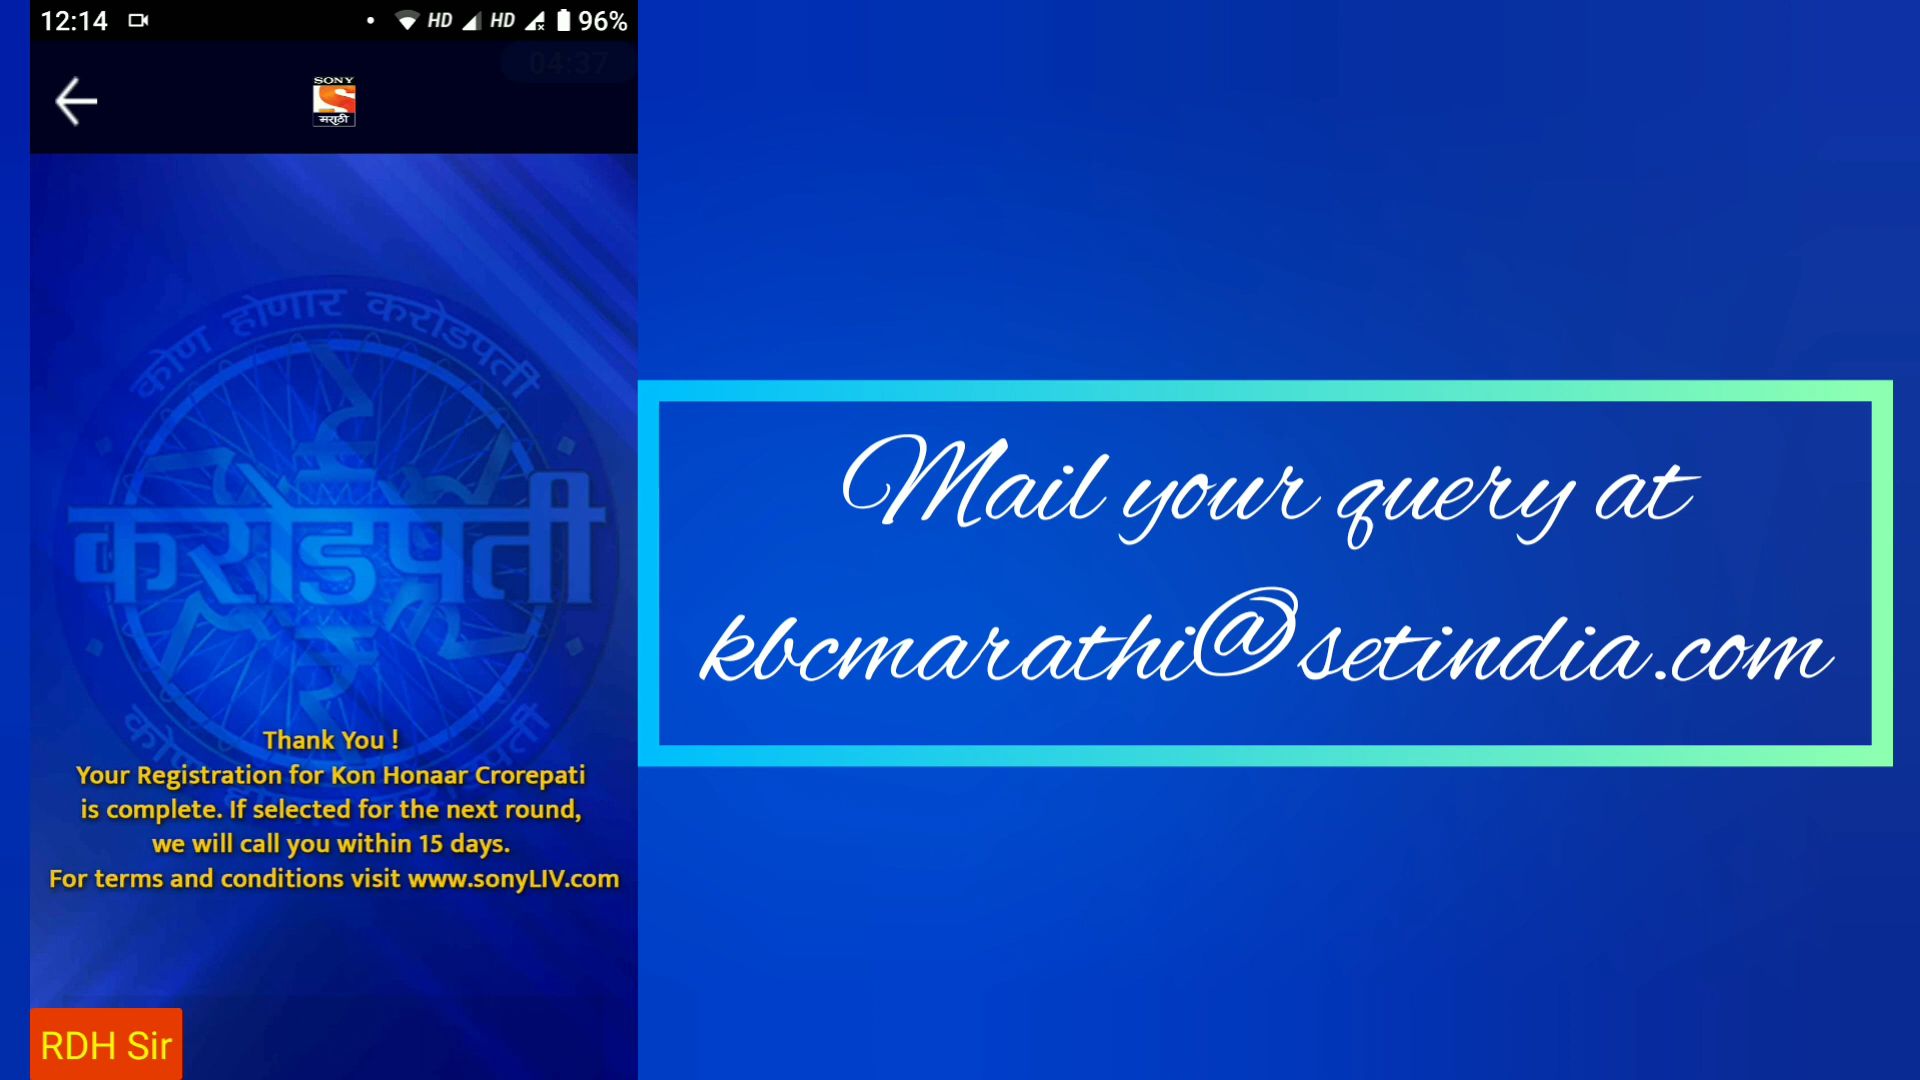 12:14
HD HD 96%
04:37
SONY
मराठी
कोण होणार करोडपती
करोडपती
Thank You !
Your Registration for Kon Honaar Crorepati
is complete. If selected for the next round,
we will call you within 15 days.
For terms and conditions visit www.sonyLIV.com
RDH Sir
Mail your query at
kbcmarathi@setindia.com